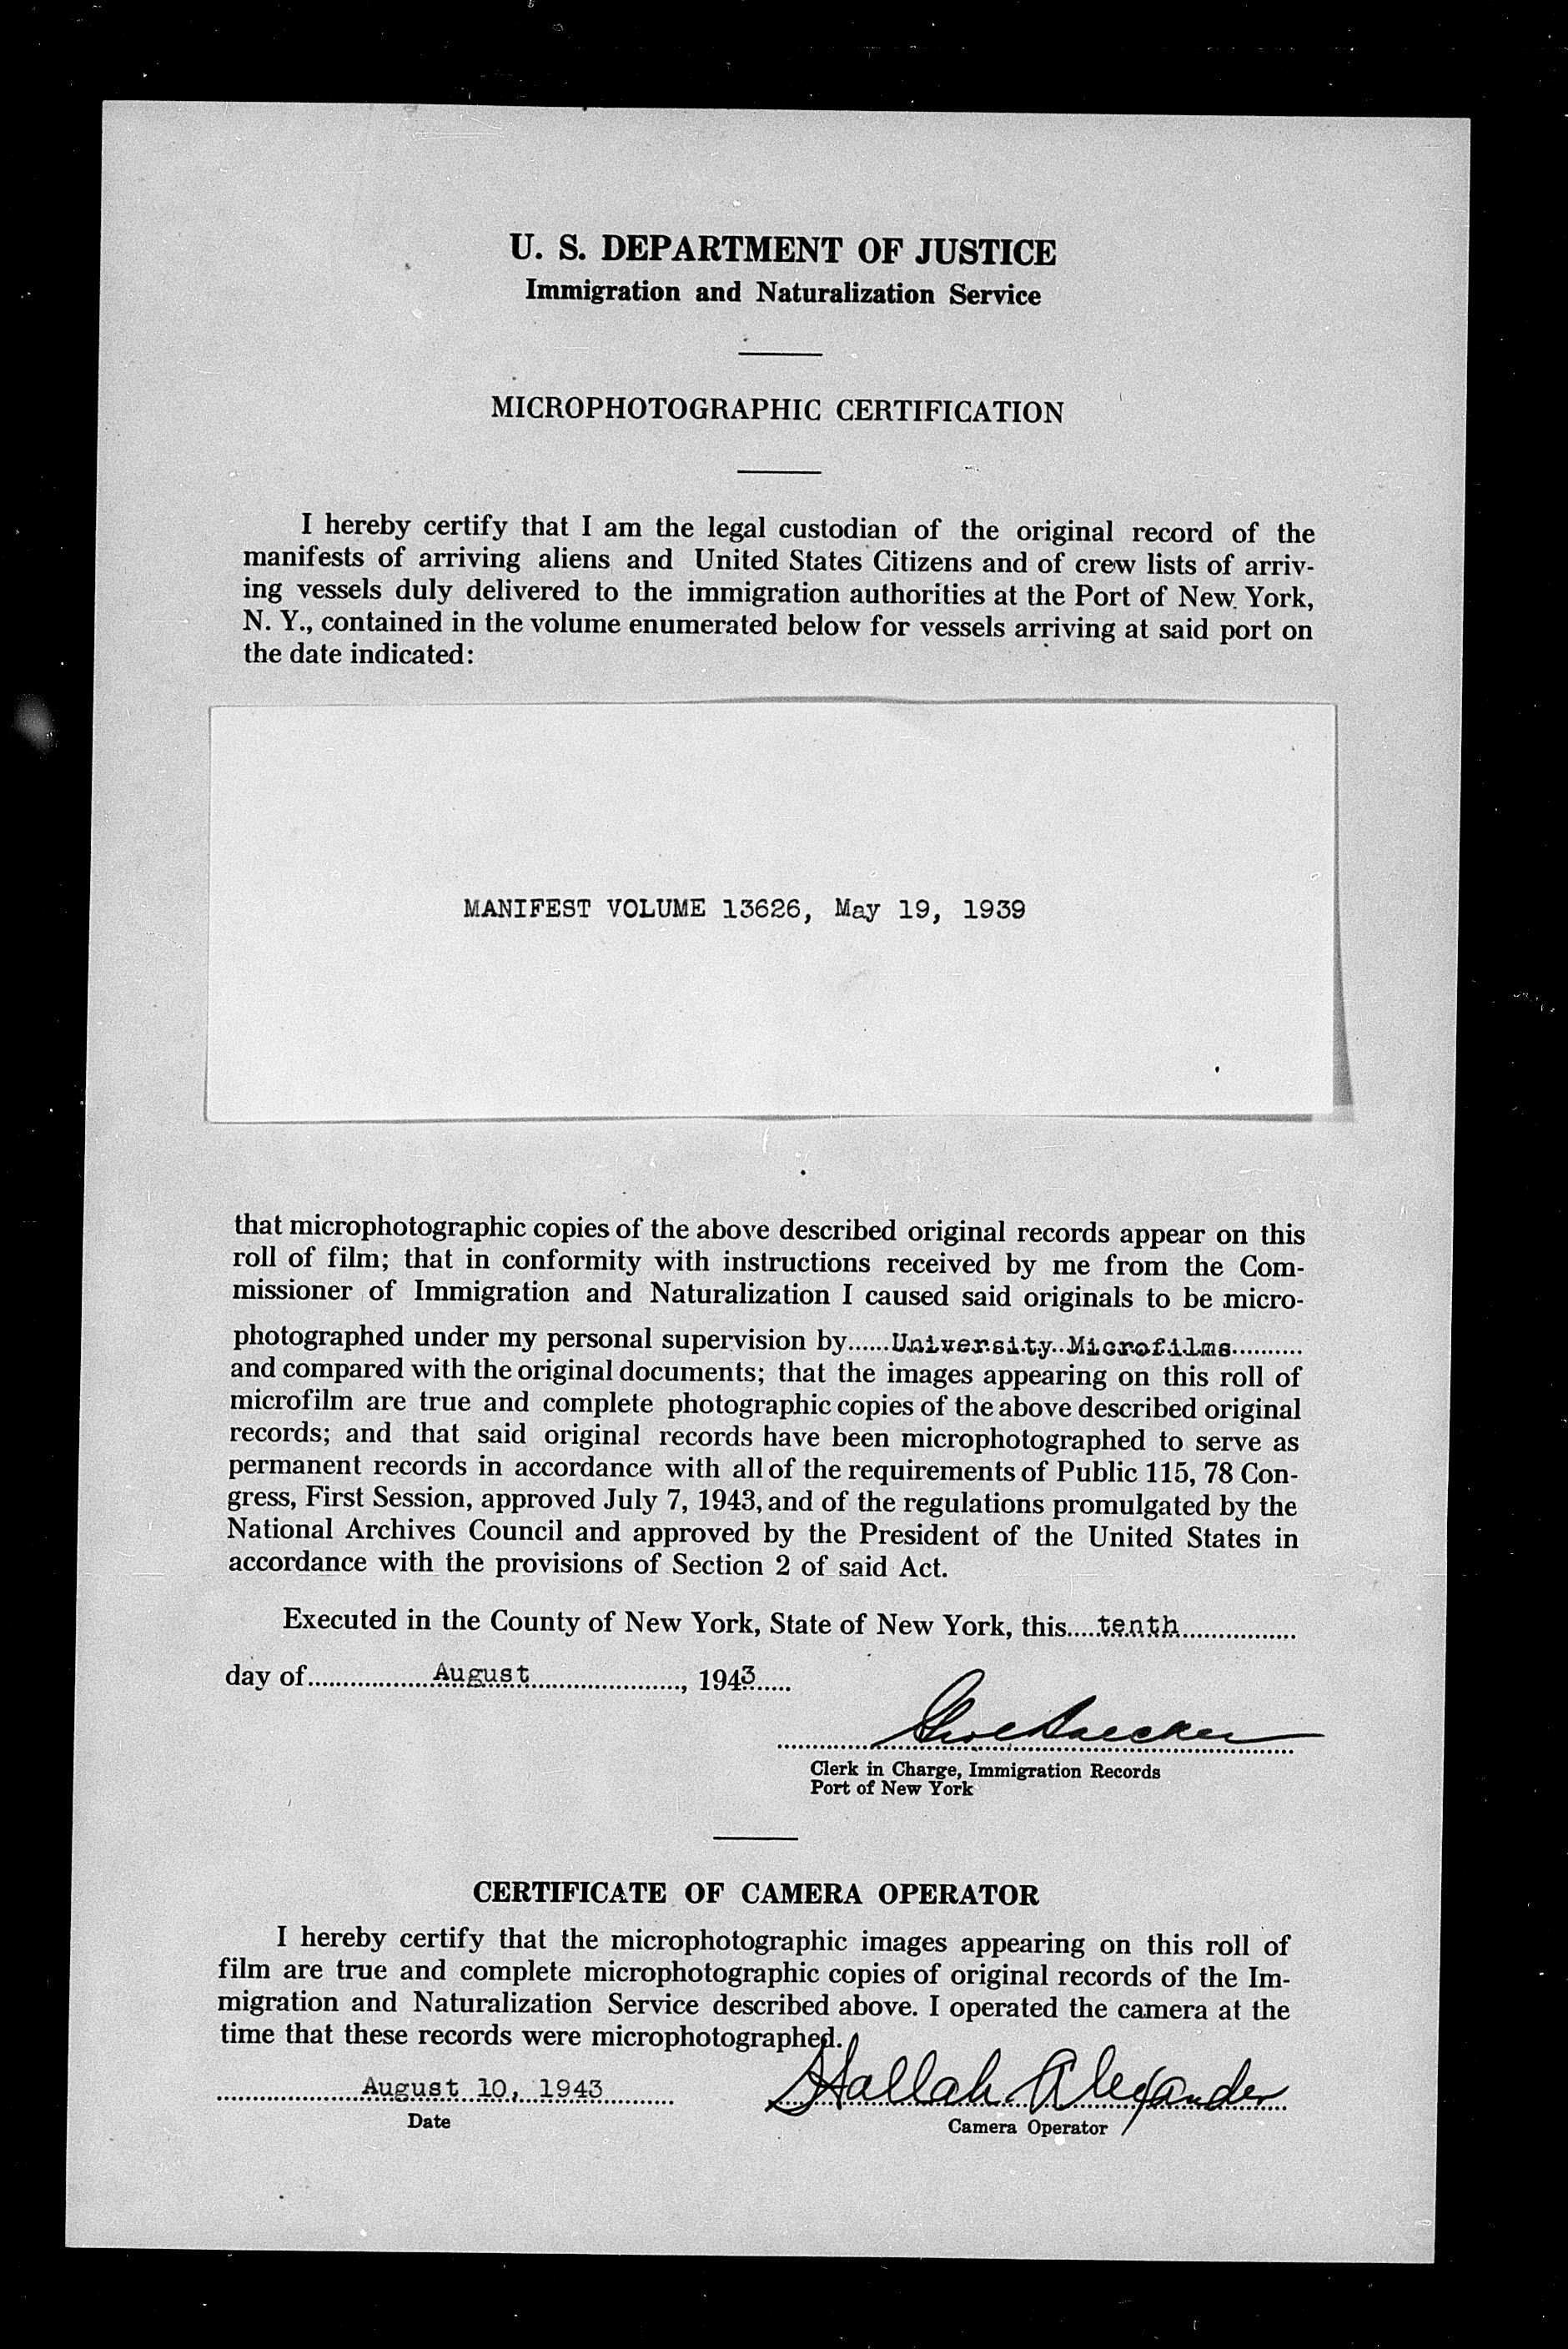 U. S. DEPARTMENT OF JUSTICE
Immigration and Naturalization Service
MICROPHOTOGRAPHIC CERTIFICATION
I hereby certify that I am the legal custodian of the original record of the
manifests of arriving aliens and United States Citizens and of crew lists of arriv-
ing vessels duly delivered to the immigration authorities at the Port of New York,
N. Y., contained in the volume enumerated below for vessels arriving at said port on
the date indicated:
MANIFEST VOLUME 13626, May 19, 1939
that microphotographic copies of the above described original records appear on this
roll of film; that in conformity with instructions received by me from the Com-
missioner of Immigration and Naturalization I caused said originals to be micro-
photographed under my personal supervision by......University Microfilms..........
and compared with the original documents; that the images appearing on this roll of
microfilm are true and complete photographic copies of the above described original
records; and that said original records have been microphotographed to serve as
permanent records in accordance with all of the requirements of Public 115, 78 Con-
gress, First Session, approved July 7, 1943, and of the regulations promulgated by the
National Archives Council and approved by the President of the United States in
accordance with the provisions of Section 2 of said Act.
Executed in the County of New York, State of New York, this.....tenth.................
day of...................August......................, 1943......
Clerk in Charge, Immigration Records
Port of New York
CERTIFICATE OF CAMERA OPERATOR
I hereby certify that the microphotographic images appearing on this roll of
film are true and complete microphotographic copies of original records of the Im-
migration and Naturalization Service described above. I operated the camera at the
time that these records were microphotographed.
August 10, 1943 Hallah Alexander
Date Camera Operator